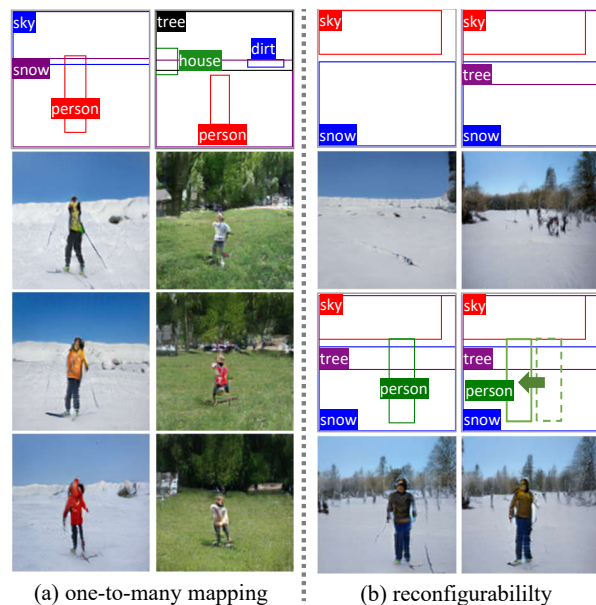 sky
snow
person
tree
house
dirt
person
sky
snow
sky
tree
snow
sky
tree
person
snow
sky
tree
person
snow
(a) one-to-many mapping
(b) reconfigurabililty